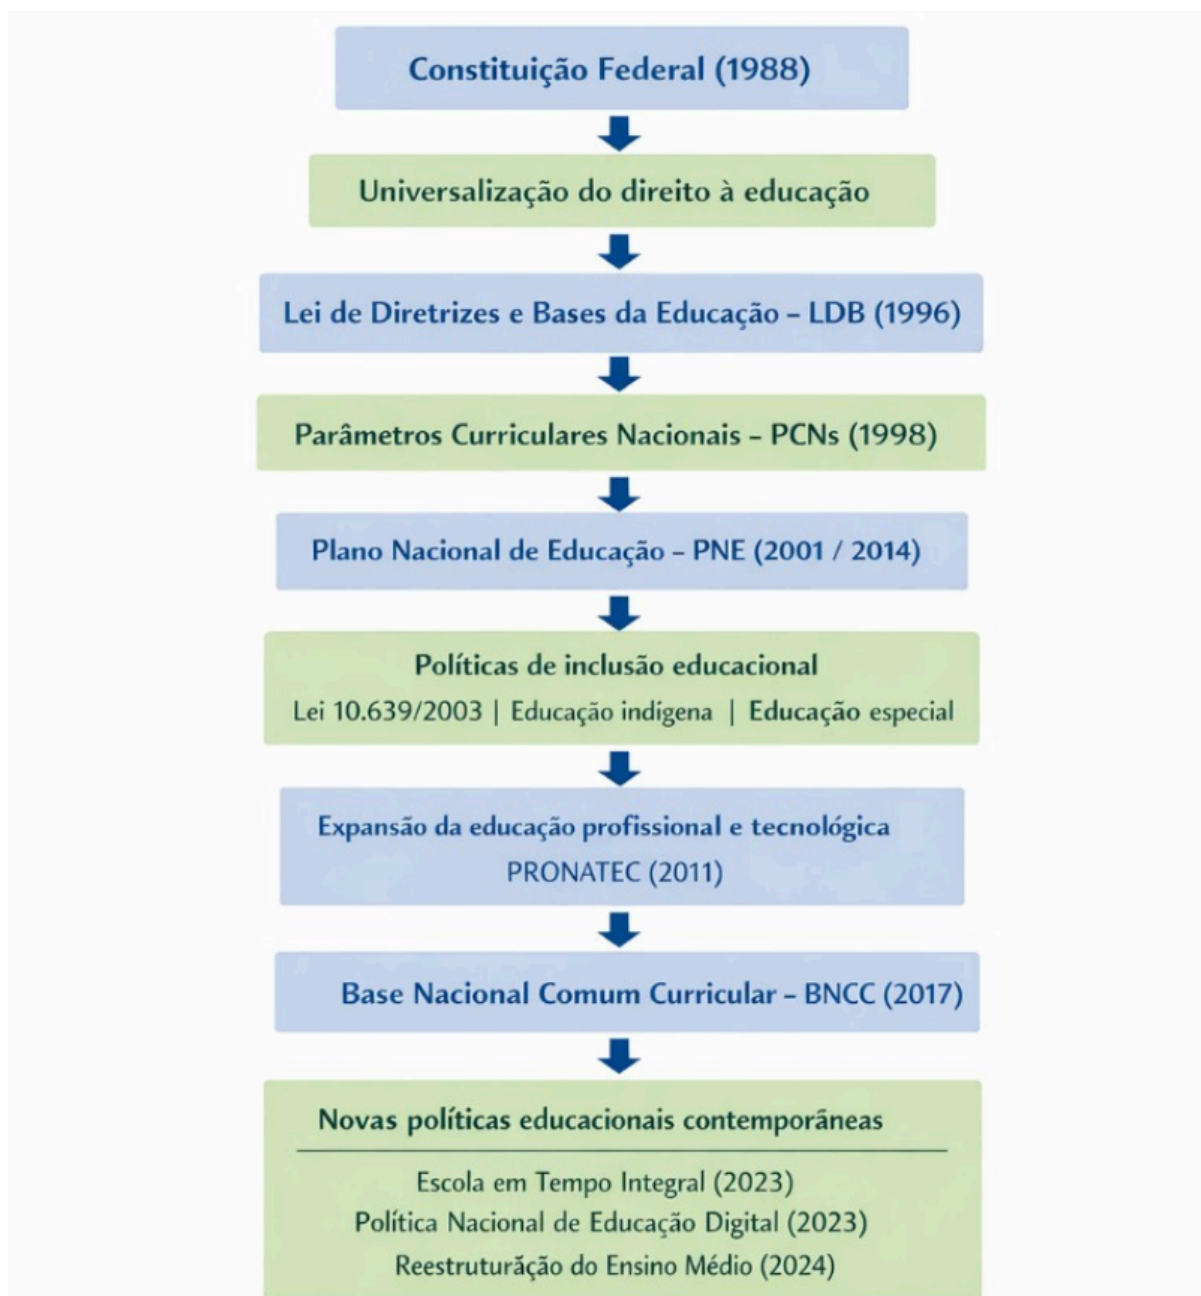 Constituição Federal (1988)
Universalização do direito à educação
Lei de Diretrizes e Bases da Educação – LDB (1996)
Parâmetros Curriculares Nacionais – PCNs (1998)
Plano Nacional de Educação – PNE (2001 / 2014)
Políticas de inclusão educacional
Lei 10.639/2003 | Educação indígena | Educação especial
Expansão da educação profissional e tecnológica
PRONATEC (2011)
Base Nacional Comum Curricular – BNCC (2017)
Novas políticas educacionais contemporâneas
Escola em Tempo Integral (2023)
Política Nacional de Educação Digital (2023)
Reestruturãção do Ensino Médio (2024)